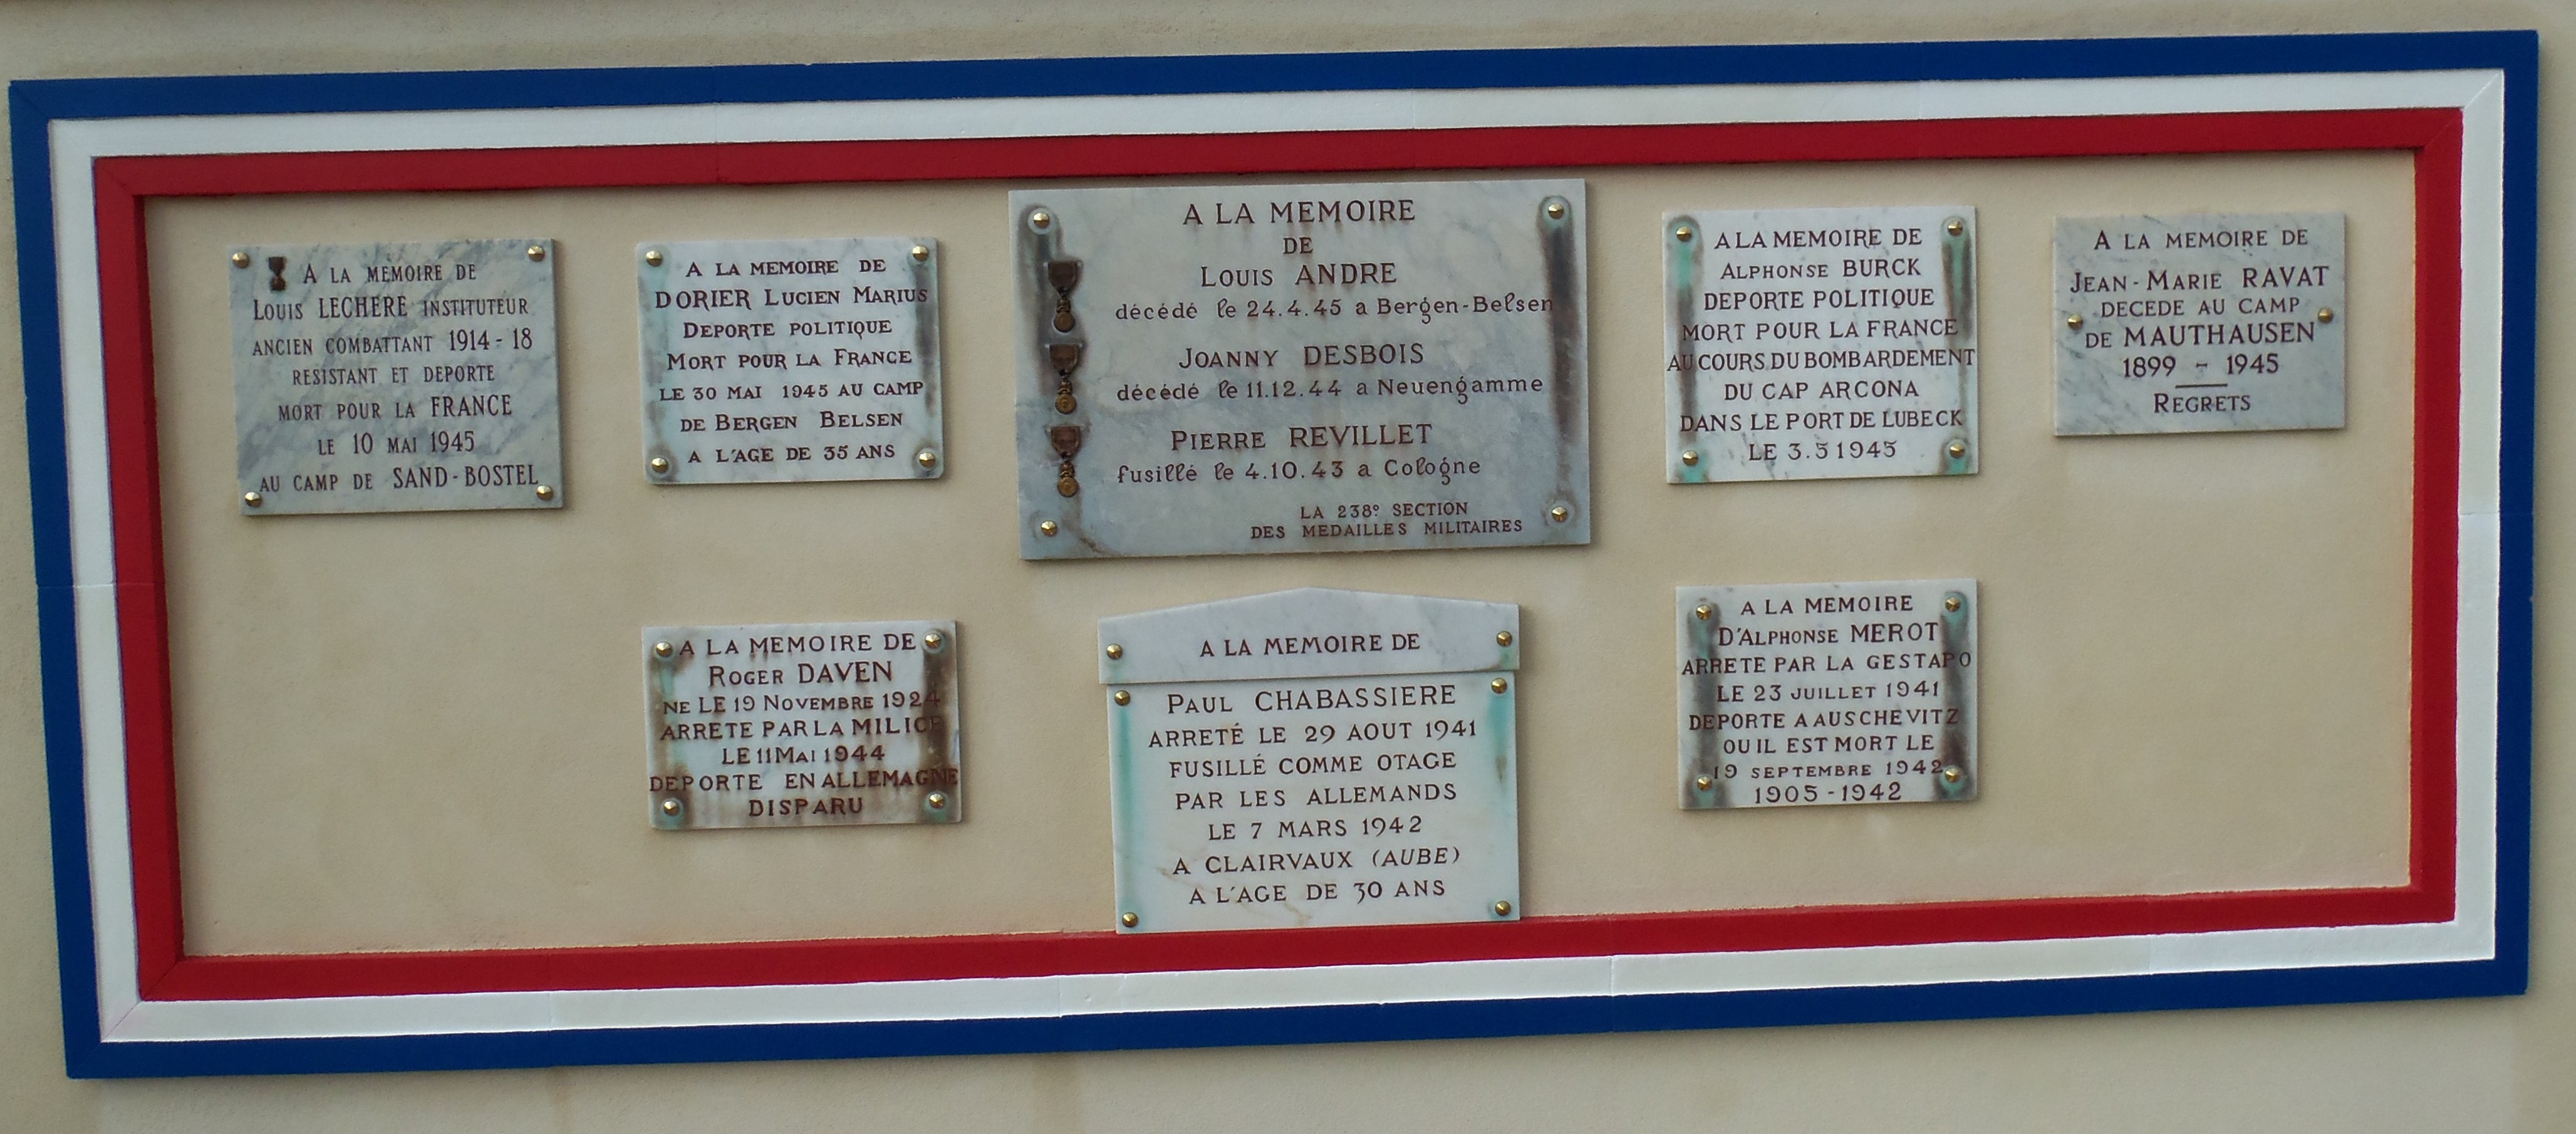 A LA MEMOIRE DE
LOUIS LECHERE INSTITUTEUR
ANCIEN COMBATTANT 1914-18
RESISTANT ET DEPORTE
MORT POUR LA FRANCE
LE 10 MAI 1945
AU CAMP DE SAND-BOSTEL
A LA MEMOIRE DE
DORIER LUCIEN MARIUS
DEPORTE POLITIQUE
MORT POUR LA FRANCE
LE 30 MAI 1945 AU CAMP
DE BERGEN BELSEN
A L'AGE DE 35 ANS
A LA MEMOIRE
DE
LOUIS ANDRE
décédé le 24.4.45 a Bergen-Belsen
JOANNY DESBOIS
décédé le 11.12.44 a Neuengamme
PIERRE REVILLET
fusillé le 4.10.43 a Cologne
LA 238e SECTION
DES MEDAILLES MILITAIRES
A LA MEMOIRE DE
ALPHONSE BURCK
DEPORTE POLITIQUE
MORT POUR LA FRANCE
AU COURS DU BOMBARDEMENT
DU CAP ARCONA
DANS LE PORT DE LUBECK
LE 3.5 1945
A LA MEMOIRE DE
JEAN-MARIE RAVAT
DECEDE AU CAMP
DE MAUTHAUSEN
1899 - 1945
REGRETS
A LA MEMOIRE DE
ROGER DAVEN
NE LE 19 NOVEMBRE 1924
ARRETE PAR LA MILICE
LE 11 MAI 1944
DEPORTE EN ALLEMAGNE
DISPARU
A LA MEMOIRE DE
PAUL CHABASSIERE
ARRETÉ LE 29 AOUT 1941
FUSILLÉ COMME OTAGE
PAR LES ALLEMANDS
LE 7 MARS 1942
A CLAIRVAUX (AUBE)
A L'AGE DE 30 ANS
A LA MEMOIRE
D'ALPHONSE MEROT
ARRETE PAR LA GESTAPO
LE 23 JUILLET 1941
DEPORTE A AUSCHEVITZ
OU IL EST MORT LE
19 SEPTEMBRE 1942
1905-1942